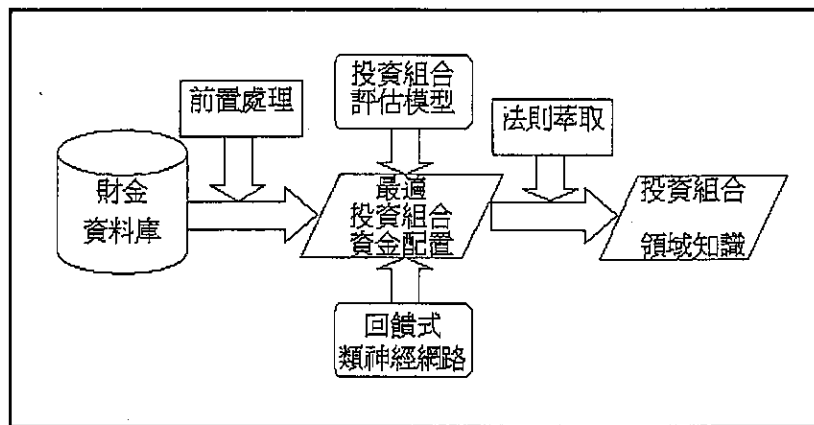 前置處理
投資組合
評估模型
法則萃取
財金
資料庫
最適
投資組合
資金配置
投資組合
領域知識
回饋式
類神經網路